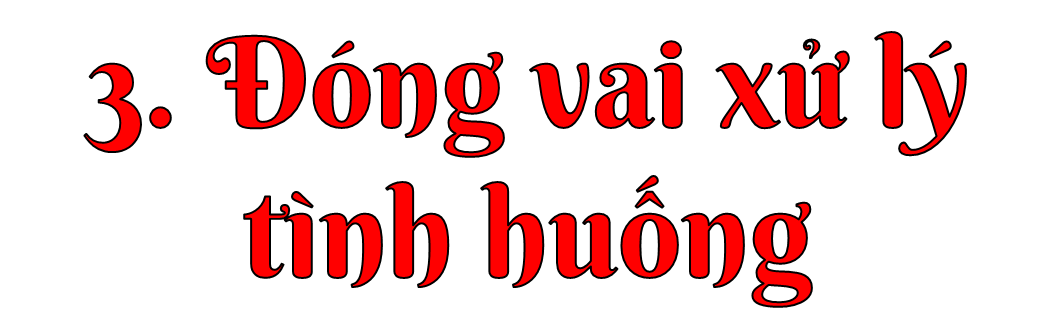 3. Đóng vai xử lý
tình huống